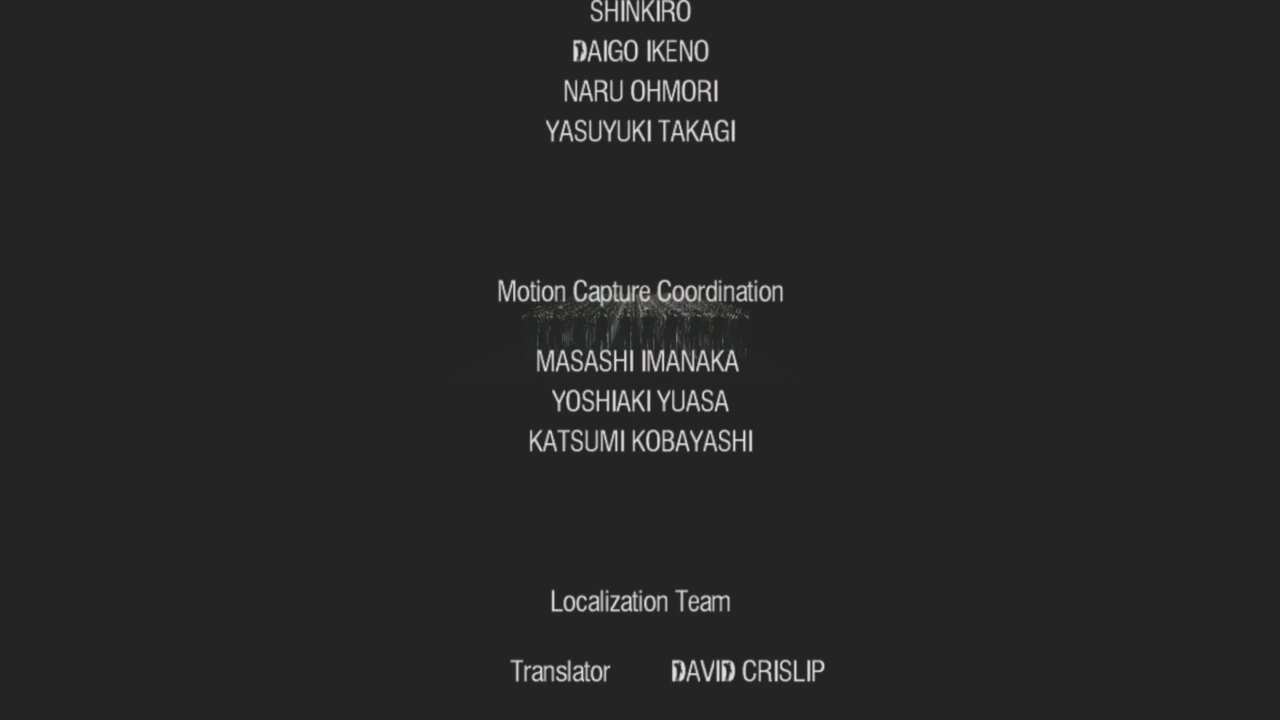 SHINKIRO
DAIGO IKENO
NARU OHMORI
YASUYUKI TAKAGI
Motion Capture Coordination
MASASHI IMANAKA
YOSHIAKI YUASA
KATSUMI KOBAYASHI
Localization Team
Translator DAVID CRISLIP